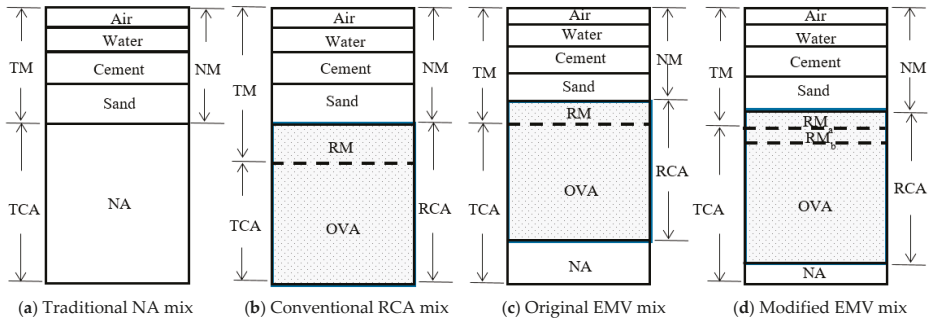 Air
Water
Cement
Sand
NA
TM
TCA
NM
(a) Traditional NA mix
Air
Water
Cement
Sand
RM
OVA
TM
TCA
NM
RCA
(b) Conventional RCA mix
Air
Water
Cement
Sand
RM
OVA
NA
TM
TCA
NM
RCA
(c) Original EMV mix
Air
Water
Cement
Sand
RMa
RMb
OVA
NA
TM
TCA
NM
RCA
(d) Modified EMV mix